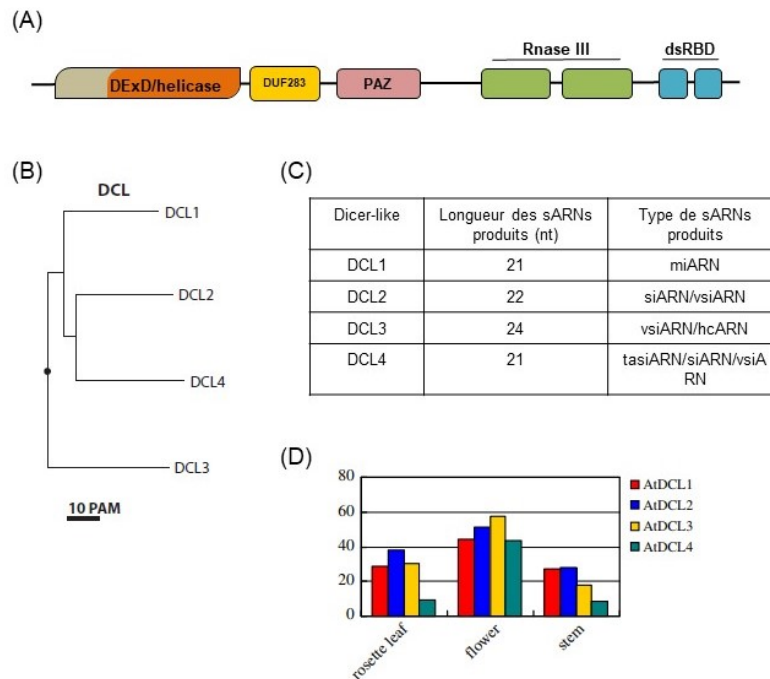 (A)
Rnase III
dsRBD
DExD/helicase
DUF283
PAZ
(B)
DCL
DCL1
DCL2
DCL4
DCL3
10 PAM
(C)
Dicer-like
Longueur des sARNs
produits (nt)
Type de sARNs
produits
DCL1
21
miARN
DCL2
22
siARN/vsiARN
DCL3
24
vsiARN/hcARN
DCL4
21
tasiARN/siARN/vsiA
RN
(D)
80
60
40
20
0
rosette leaf
flower
stem
AtDCL1
AtDCL2
AtDCL3
AtDCL4